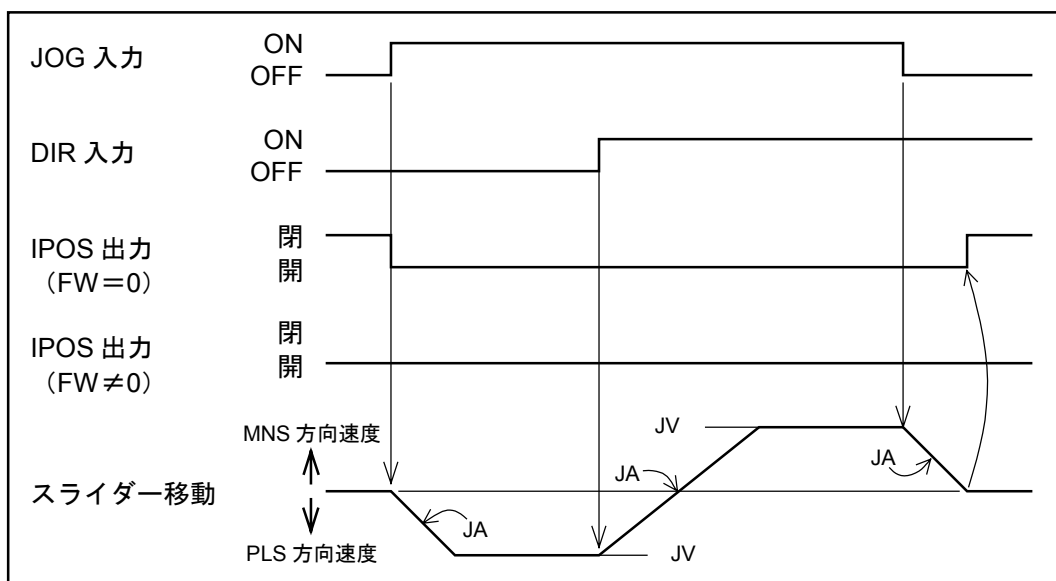 JOG 入力
ON
OFF
DIR 入力
ON
OFF
IPOS 出力
（FW＝0）
閉
開
IPOS 出力
（FW≠0）
閉
開
MNS 方向速度
スライダー移動
PLS 方向速度
JA
JV
JA
JV
JA